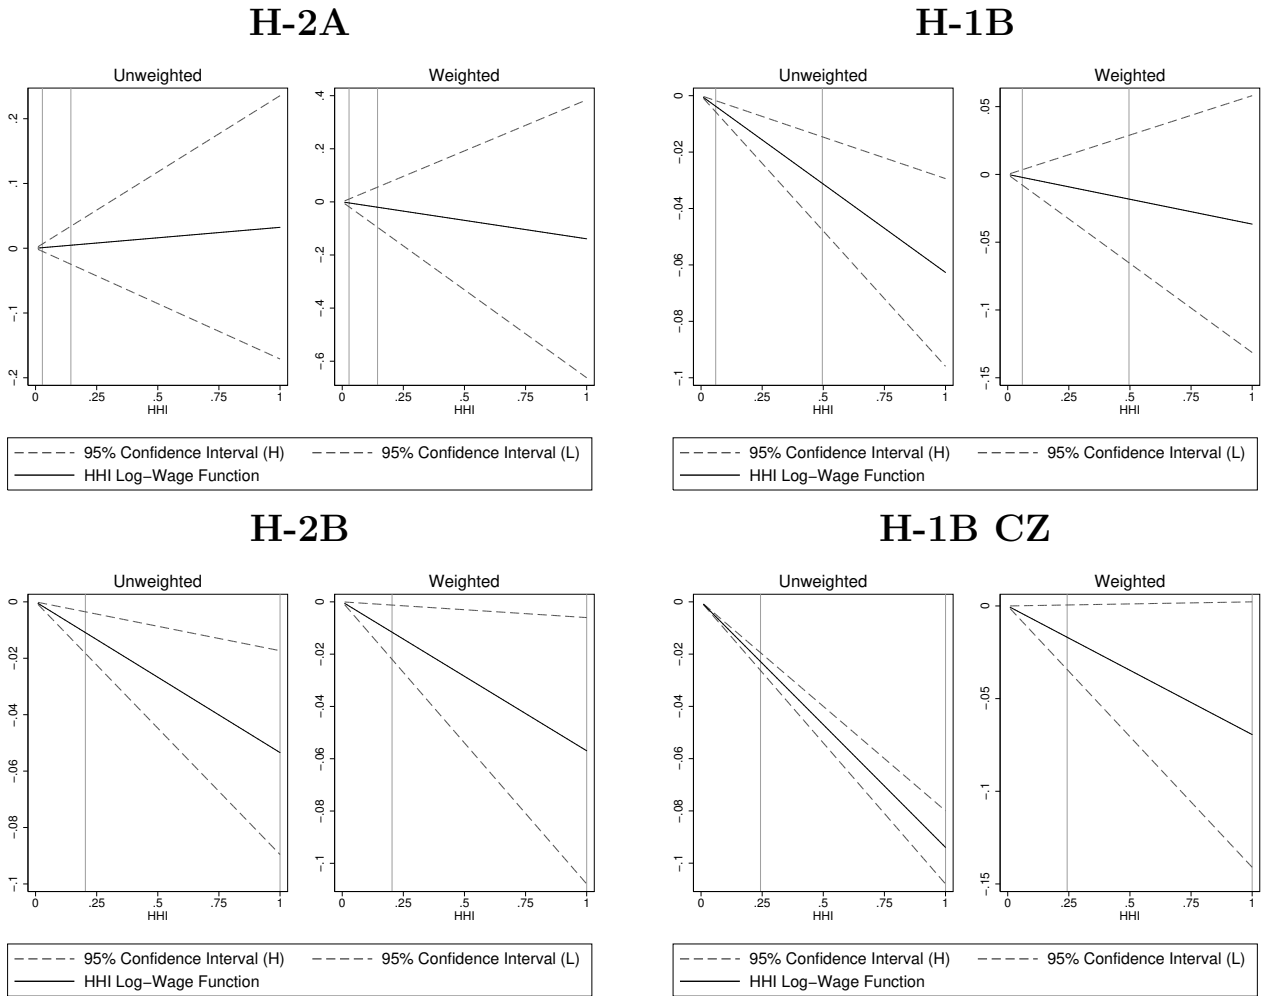 H-2A
Unweighted
.2
.1
0
-.1
-.2
0 .25 .5 .75 1
HHI
Weighted
.4
.2
0
.2
.4
.6
0 .25 .5 .75 1
HHI
95% Confidence Interval (H)
95% Confidence Interval (L)
HHI Log-Wage Function
H-1B
Unweighted
0
-.02
-.04
-.06
-.08
-.1
0 .25 .5 .75 1
HHI
Weighted
.05
0
-.05
-.1
-.15
0 .25 .5 .75 1
HHI
95% Confidence Interval (H)
95% Confidence Interval (L)
HHI Log-Wage Function
H-2B
Unweighted
0
-.02
-.04
-.06
-.08
-.1
0 .25 .5 .75 1
HHI
Weighted
0
-.02
-.04
-.06
-.08
-.1
0 .25 .5 .75 1
HHI
95% Confidence Interval (H)
95% Confidence Interval (L)
HHI Log-Wage Function
H-1B CZ
Unweighted
0
-.02
-.04
-.06
-.08
-.1
0 .25 .5 .75 1
HHI
Weighted
0
-.05
-.1
-.15
0 .25 .5 .75 1
HHI
95% Confidence Interval (H)
95% Confidence Interval (L)
HHI Log-Wage Function